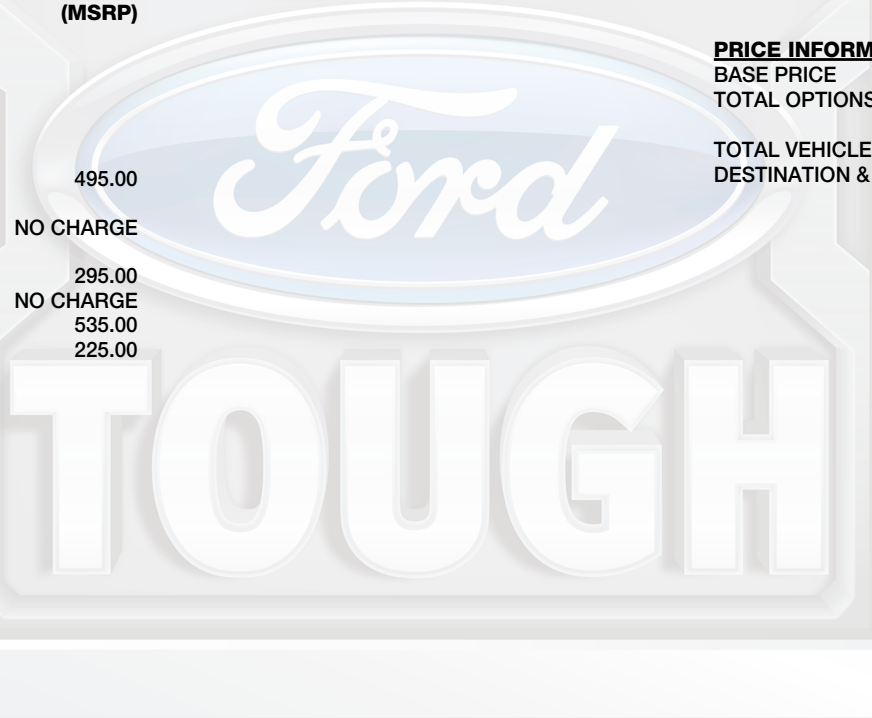 (MSRP)
495.00
NO CHARGE
295.00
NO CHARGE
535.00
225.00
PRICE INFORM
BASE PRICE
TOTAL OPTIONS
TOTAL VEHICLE
DESTINATION &
Ford
TOUGH